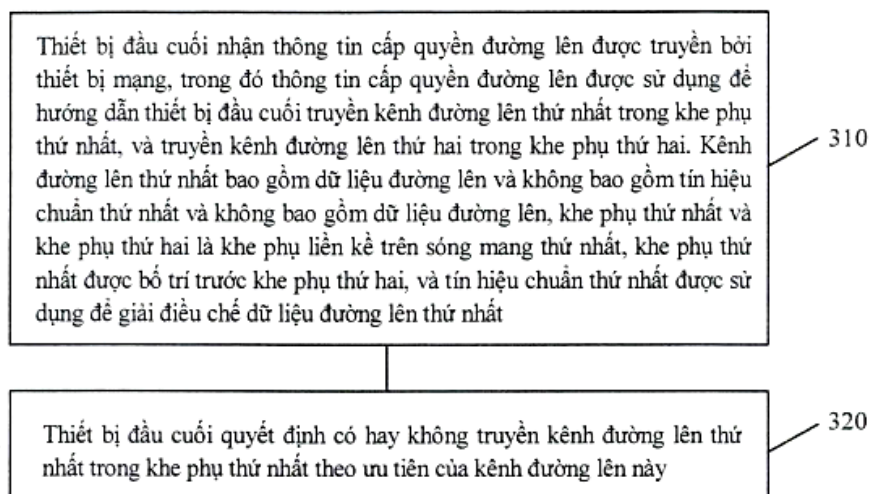 Thiết bị đầu cuối nhận thông tin cấp quyền đường lên được truyền bởi
thiết bị mạng, trong đó thông tin cấp quyền đường lên được sử dụng để
hướng dẫn thiết bị đầu cuối truyền kênh đường lên thứ nhất trong khe phụ
thứ nhất, và truyền kênh đường lên thứ hai trong khe phụ thứ hai. Kênh
đường lên thứ nhất bao gồm dữ liệu đường lên và không bao gồm tín hiệu
chuẩn thứ nhất và không bao gồm dữ liệu đường lên, khe phụ thứ nhất và
khe phụ thứ hai là khe phụ liền kề trên sóng mang thứ nhất, khe phụ thứ
nhất được bố trí trước khe phụ thứ hai, và tín hiệu chuẩn thứ nhất được sử
dụng để giải điều chế dữ liệu đường lên thứ nhất
310
Thiết bị đầu cuối quyết định có hay không truyền kênh đường lên thứ
nhất trong khe phụ thứ nhất theo ưu tiên của kênh đường lên này
320